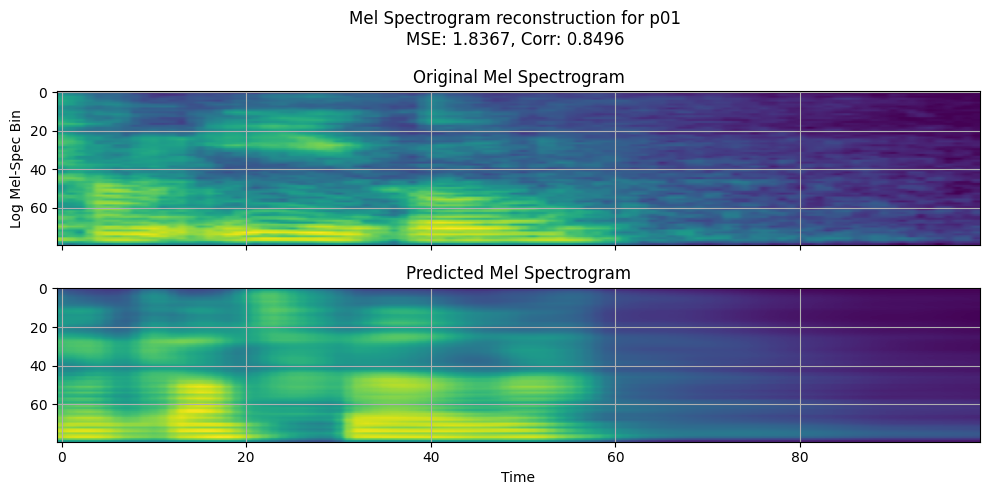 Mel Spectrogram reconstruction for p01
MSE: 1.8367, Corr: 0.8496
Original Mel Spectrogram
0
20
40
60
Log Mel-Spec Bin
Predicted Mel Spectrogram
0
20
40
60
0 20 40 60 80
Time